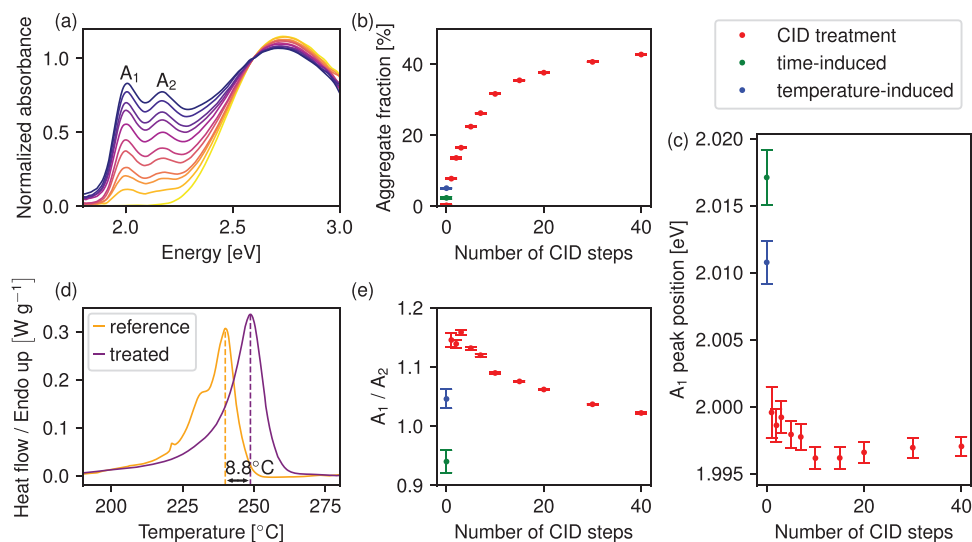 (a)
A1 A2
Normalized absorbance
1.0
0.5
0.0
2.0 2.5 3.0
Energy [eV]
(b)
Aggregate fraction [%]
40
20
0
0 10 20 30 40
Number of CID steps
CID treatment
time-induced
temperature-induced
(c)
A1 peak position [eV]
2.020
2.015
2.010
2.005
2.000
1.995
0 10 20 30 40
Number of CID steps
(d)
reference
treated
Heat flow / Endo up [W g−1]
0.3
0.2
0.1
0.0
8.8°C
200 225 250 275
Temperature [°C]
(e)
A1 / A2
1.2
1.1
1.0
0.9
0 10 20 30 40
Number of CID steps